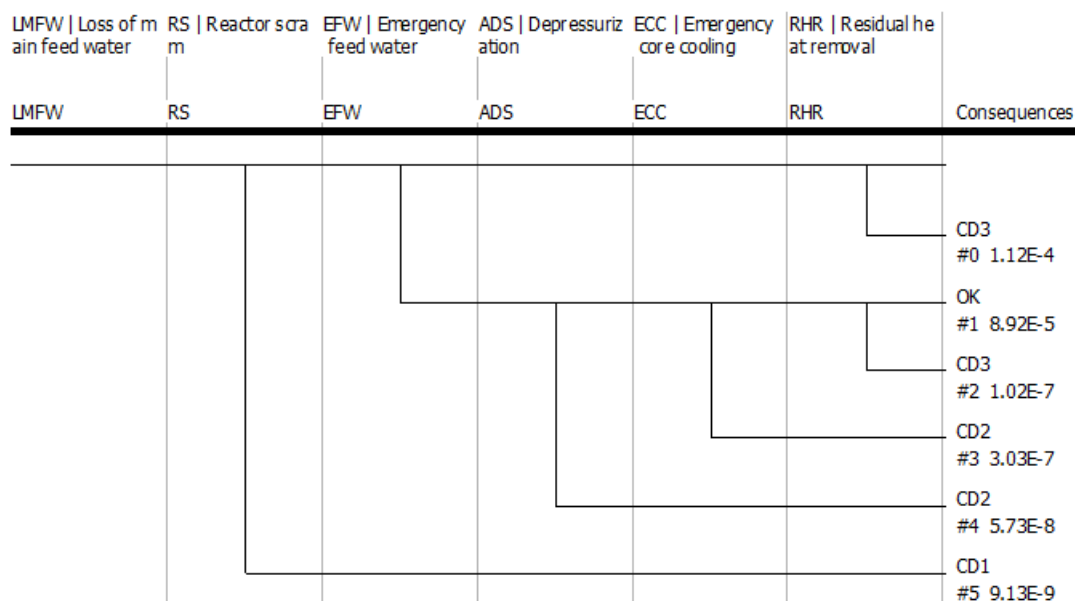 LMFW | Loss of m RS | Reactor scra EFW | Emergency ADS | Depressuriz ECC | Emergency RHR | Residual he
ain feed water m feed water ation core cooling at removal
LMFW RS EFW ADS ECC RHR Consequences
CD3
#0 1.12E-4
OK
#1 8.92E-5
CD3
#2 1.02E-7
CD2
#3 3.03E-7
CD2
#4 5.73E-8
CD1
#5 9.13E-9